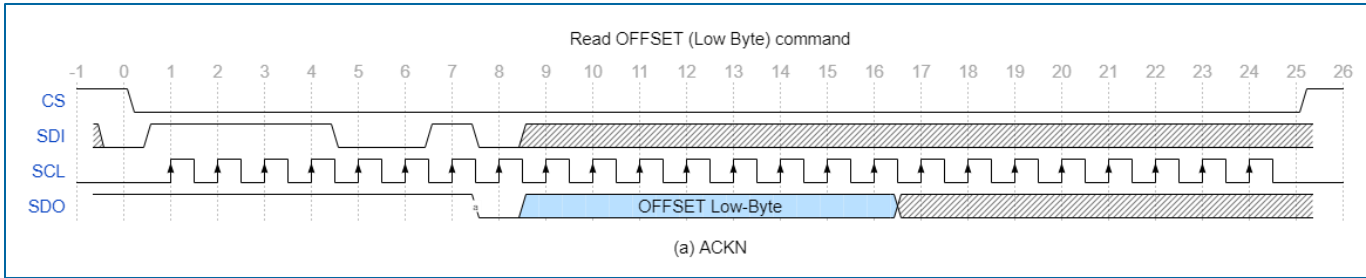 Read OFFSET (Low Byte) command
-1 0 1 2 3 4 5 6 7 8 9 10 11 12 13 14 15 16 17 18 19 20 21 22 23 24 25 26
CS
SDI
SCL
SDO OFFSET Low-Byte
(a) ACKN